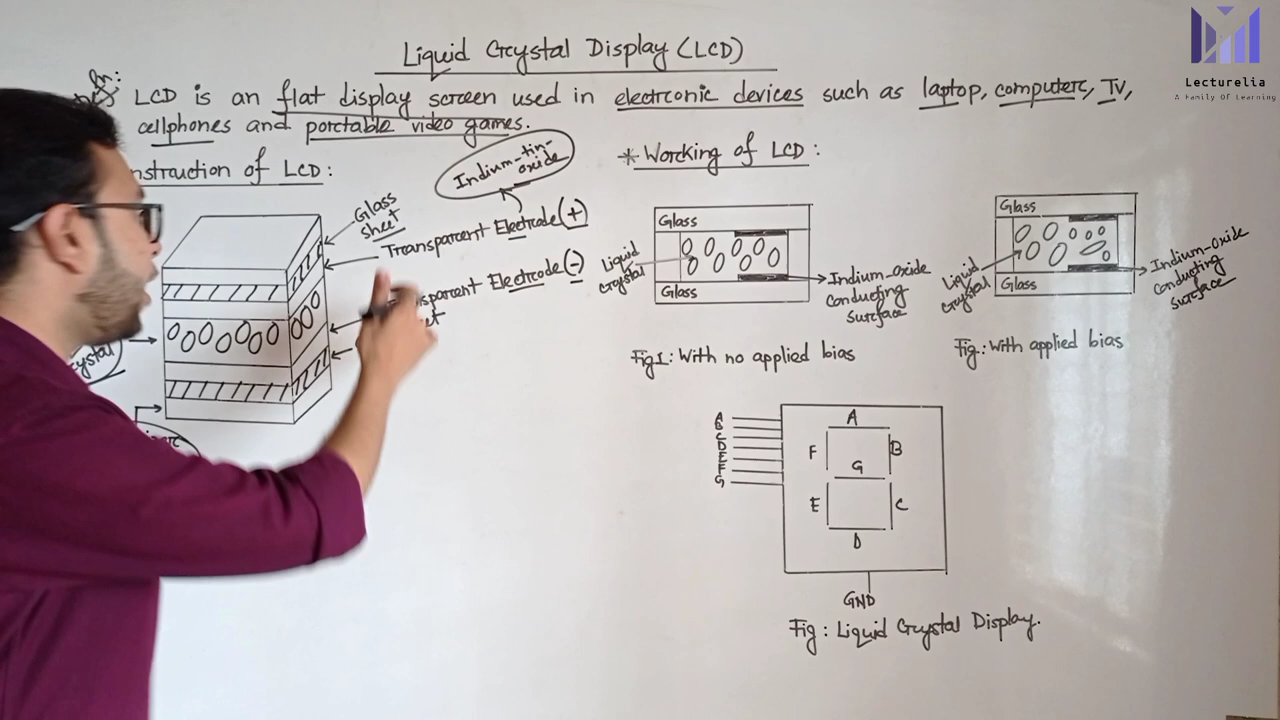 Lecturelia
A Family Of Learning
Liquid Crystal Display (LCD)
LCD is an flat display screen used in electronic devices such as laptop, computers, TV,
cellphones and portable video games.
nstruction of LCD:
Indium-tin-
oxide
Glass
sheet
Transparent Electrode (+)
sparent Electrode (-)
* Working of LCD:
Glass
Liquid
Crystal
Glass
Indium-oxide
conducting
surface
Fig1: With no applied bias
Glass
Liquid
Crystal
Glass
Indium-oxide
conducting
surface
Fig.: With applied bias
A
B
C
D
E
F
G
A
F
B
G
E
C
D
GND
Fig: Liquid Crystal Display.